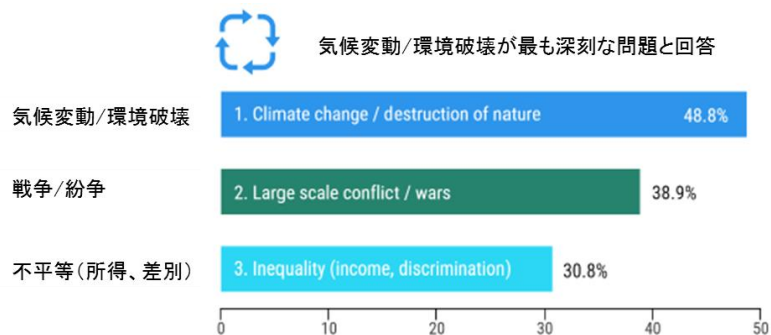 気候変動/環境破壊が最も深刻な問題と回答
気候変動/環境破壊
1. Climate change / destruction of nature
48.8%
戦争/紛争
2. Large scale conflict / wars
38.9%
不平等(所得、差別)
3. Inequality (income, discrimination)
30.8%
0 10 20 30 40 50